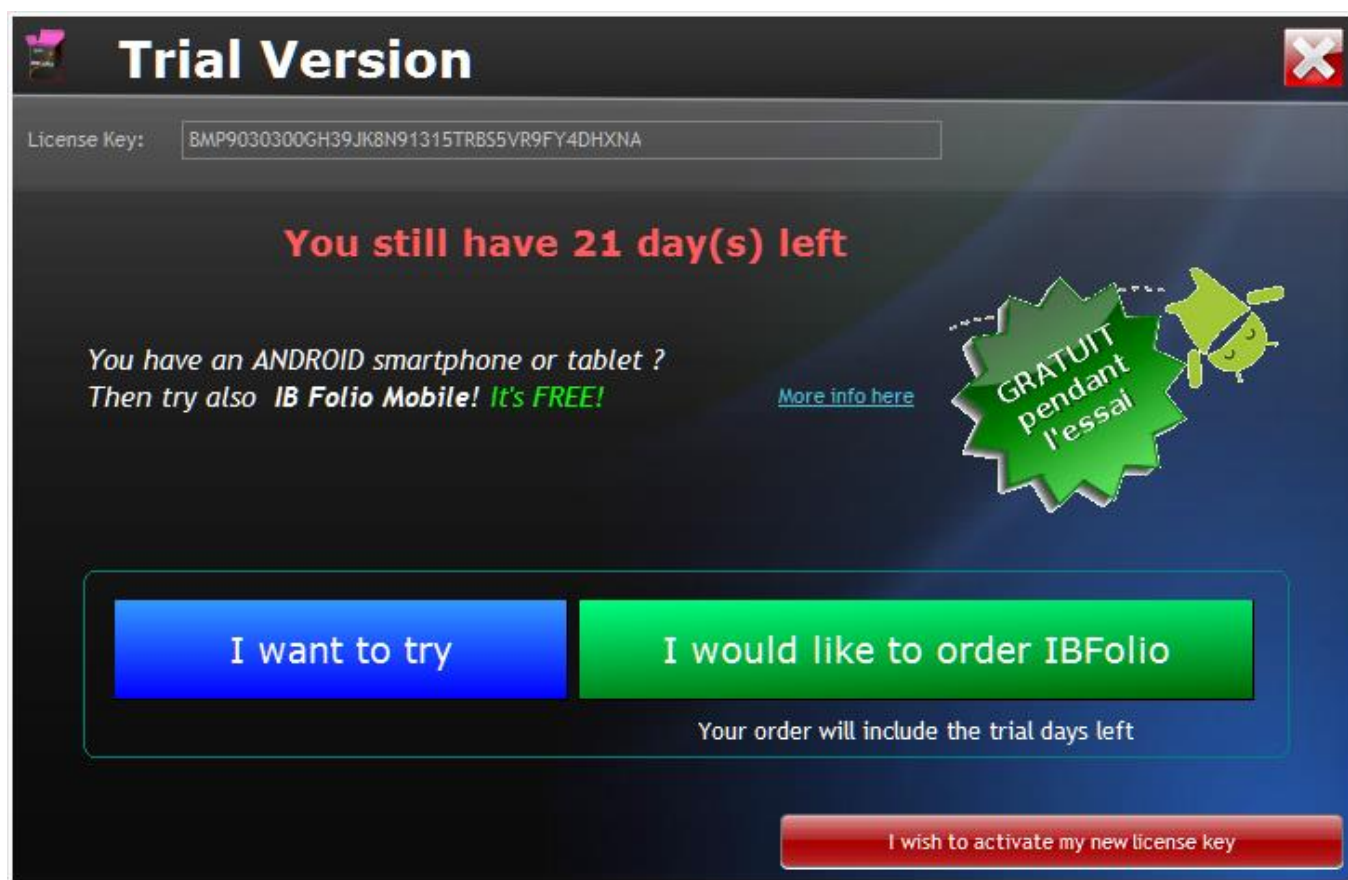 Trial Version
License Key: BMP9030300GH39JK8N91315TRBS5VR9FY4DHXNA
You still have 21 day(s) left
You have an ANDROID smartphone or tablet ?
Then try also IB Folio Mobile! It's FREE!
More info here
GRATUIT
pendant
l'essai
I want to try
I would like to order IBFolio
Your order will include the trial days left
I wish to activate my new license key